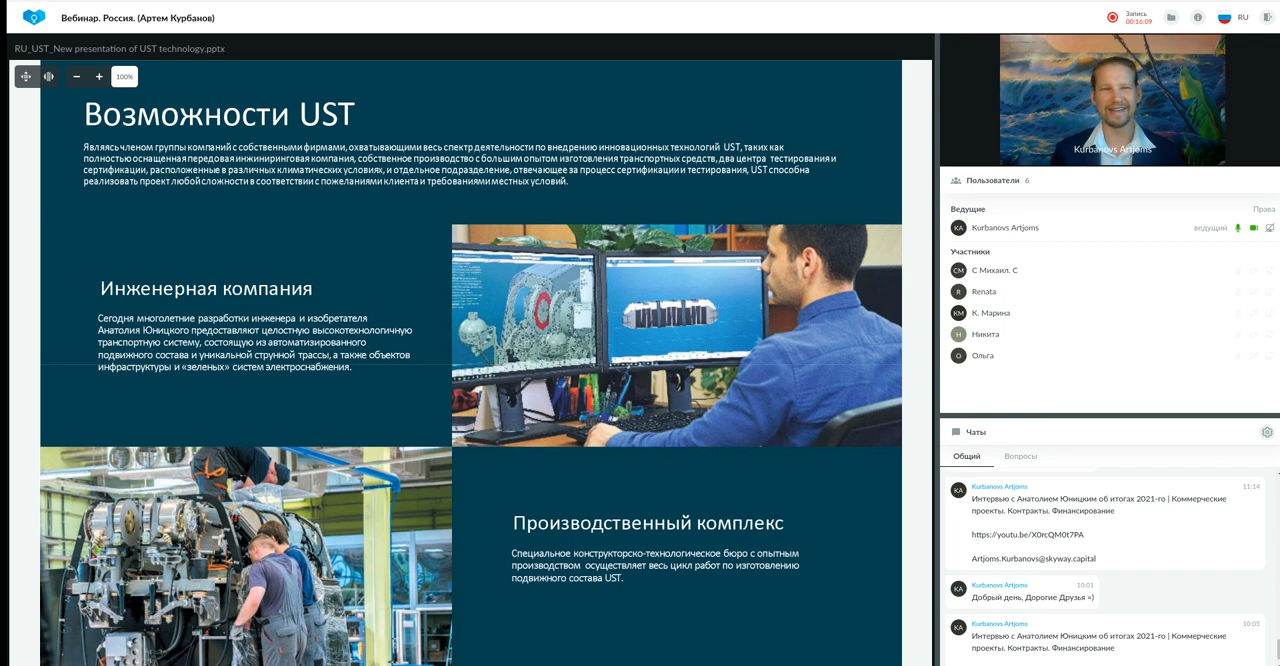 Вебинар. Россия. (Артем Курбанов)
Запись
00:16:09
RU
RU_UST_New presentation of UST technology.pptx
100%
Возможности UST
Являясь членом группы компаний с собственными фирмами, охватывающими весь спектр деятельности по внедрению инновационных технологий UST, таких как
полностью оснащенная передовая инжиниринговая компания, собственное производство с большим опытом изготовления транспортных средств, два центра тестирования и
сертификации, расположенные в различных климатических условиях, и отдельное подразделение, отвечающее за процесс сертификации и тестирования, UST способна
реализовать проект любой сложности в соответствии с пожеланиями клиента и требованиями местных условий.
Инженерная компания
Сегодня многолетние разработки инженера и изобретателя
Анатолия Юницкого предоставляют целостную высокотехнологичную
транспортную систему, состоящую из автоматизированного
подвижного состава и уникальной струнной трассы, а также объектов
инфраструктуры и «зеленых» систем электроснабжения.
Производственный комплекс
Специальное конструкторско-технологическое бюро с опытным
производством осуществляет весь цикл работ по изготовлению
подвижного состава UST.
Kurbanovs Artjoms
Пользователи 6
Ведущие Права
KA Kurbanovs Artjoms ведущий
Участники
СМ С Михаил. С
R Renata
КМ К. Марина
Н Никита
О Ольга
Чаты
Общий Вопросы
KA Kurbanovs Artjoms 11:14
Интервью с Анатолием Юницким об итогах 2021-го | Коммерческие
проекты. Контракты. Финансирование
https://youtu.be/X0rcQM0t7PA
Artjoms.Kurbanovs@skyway.capital
KA Kurbanovs Artjoms 10:01
Добрый день, Дорогие Друзья =)
KA Kurbanovs Artjoms 10:05
Интервью с Анатолием Юницким об итогах 2021-го | Коммерческие
проекты. Контракты. Финансирование